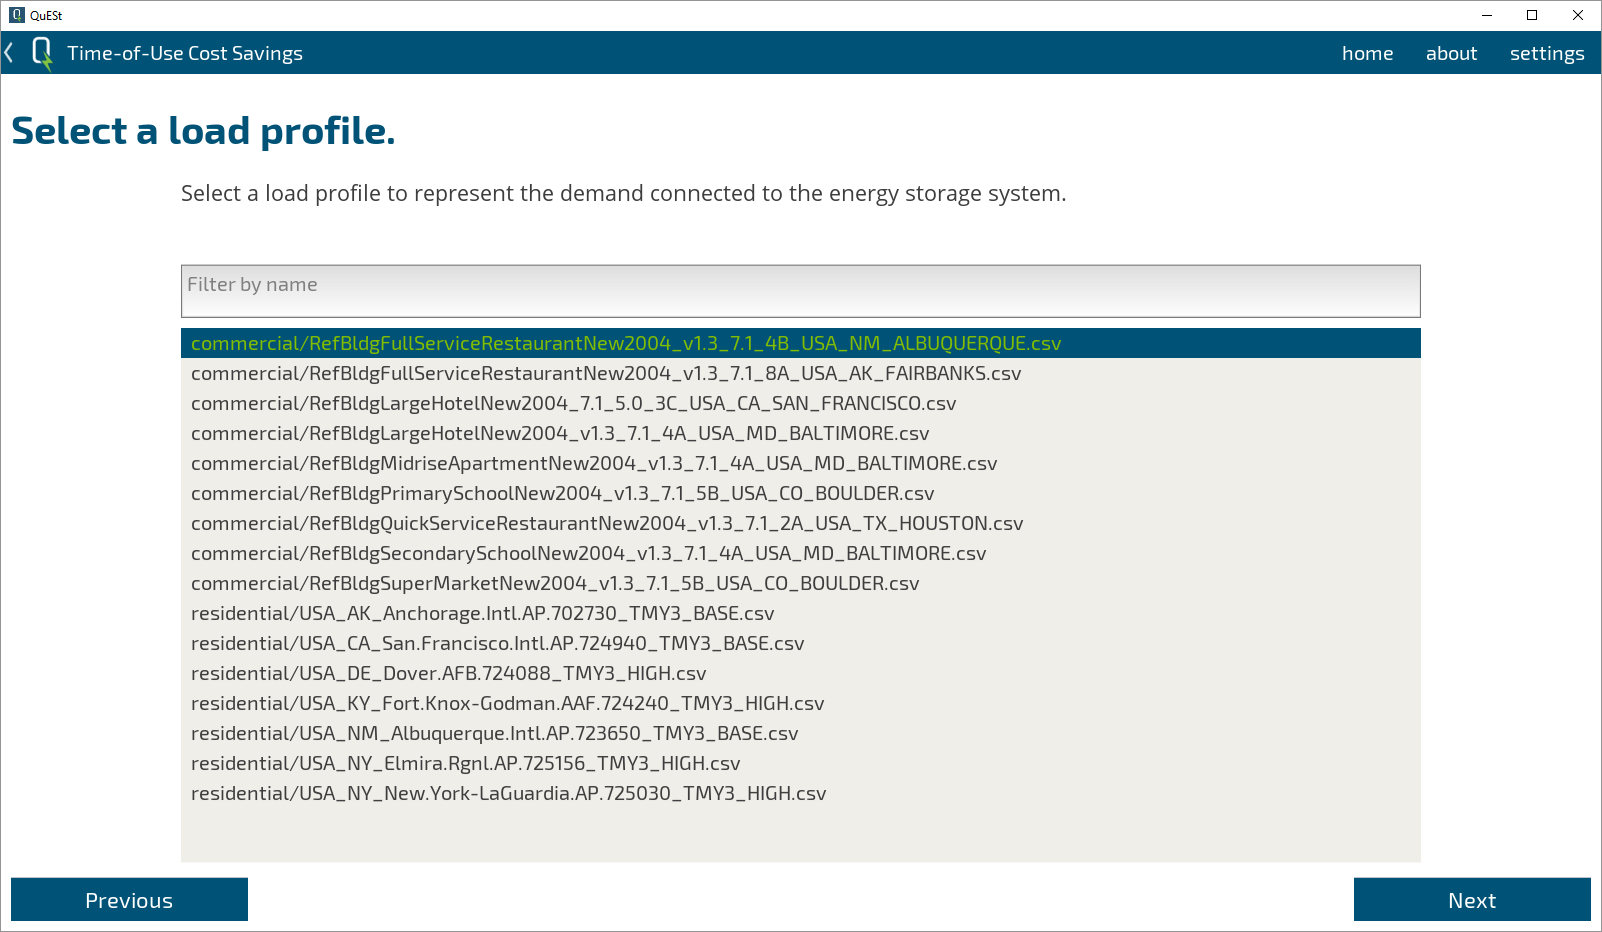 QuESt
Time-of-Use Cost Savings
home about settings
Select a load profile.
Select a load profile to represent the demand connected to the energy storage system.
Filter by name
commercial/RefBldgFullServiceRestaurantNew2004_v1.3_7.1_4B_USA_NM_ALBUQUERQUE.csv
commercial/RefBldgFullServiceRestaurantNew2004_v1.3_7.1_8A_USA_AK_FAIRBANKS.csv
commercial/RefBldgLargeHotelNew2004_7.1_5.0_3C_USA_CA_SAN_FRANCISCO.csv
commercial/RefBldgLargeHotelNew2004_v1.3_7.1_4A_USA_MD_BALTIMORE.csv
commercial/RefBldgMidriseApartmentNew2004_v1.3_7.1_4A_USA_MD_BALTIMORE.csv
commercial/RefBldgPrimarySchoolNew2004_v1.3_7.1_5B_USA_CO_BOULDER.csv
commercial/RefBldgQuickServiceRestaurantNew2004_v1.3_7.1_2A_USA_TX_HOUSTON.csv
commercial/RefBldgSecondarySchoolNew2004_v1.3_7.1_4A_USA_MD_BALTIMORE.csv
commercial/RefBldgSuperMarketNew2004_v1.3_7.1_5B_USA_CO_BOULDER.csv
residential/USA_AK_Anchorage.Intl.AP.702730_TMY3_BASE.csv
residential/USA_CA_San.Francisco.Intl.AP.724940_TMY3_BASE.csv
residential/USA_DE_Dover.AFB.724088_TMY3_HIGH.csv
residential/USA_KY_Fort.Knox-Godman.AAF.724240_TMY3_HIGH.csv
residential/USA_NM_Albuquerque.Intl.AP.723650_TMY3_BASE.csv
residential/USA_NY_Elmira.Rgnl.AP.725156_TMY3_HIGH.csv
residential/USA_NY_New.York-LaGuardia.AP.725030_TMY3_HIGH.csv
Previous Next